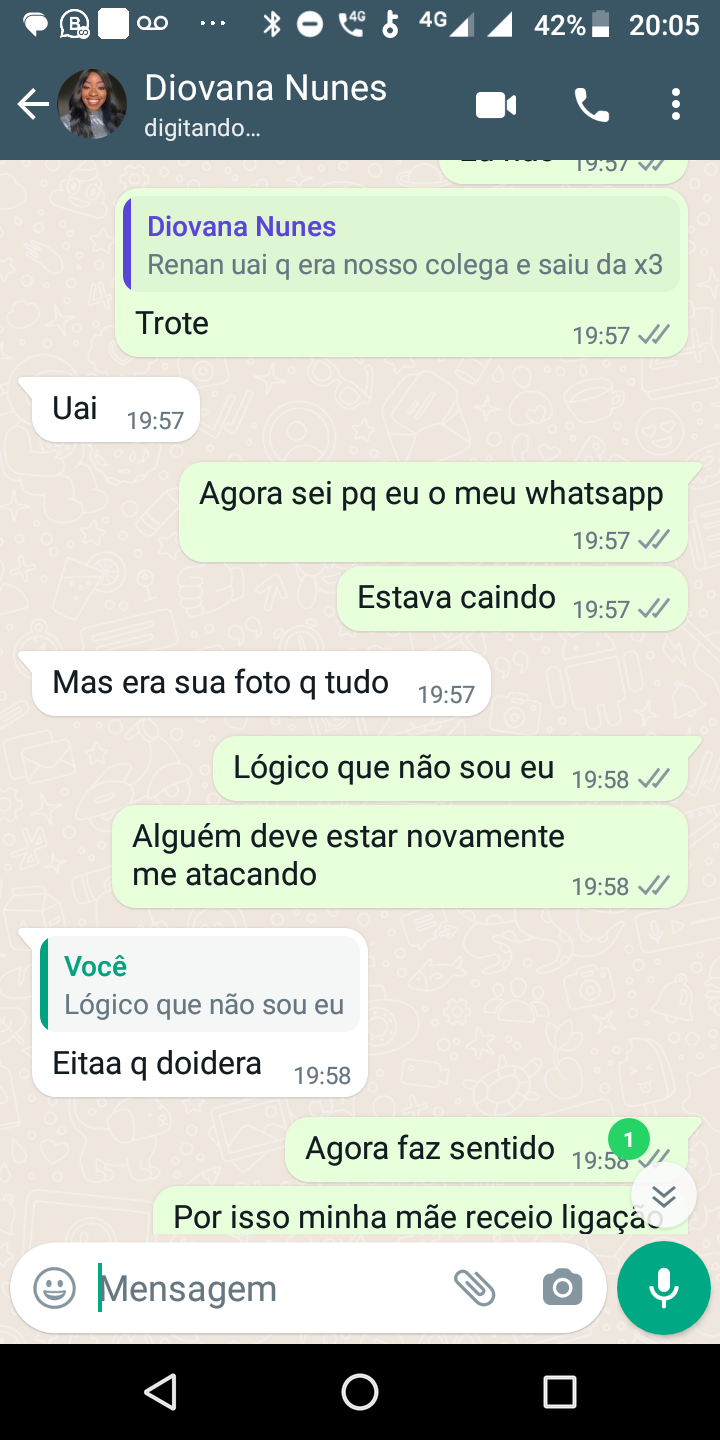 4G
4G
42%
20:05
Diovana Nunes
digitando...
19:57
Diovana Nunes
Renan uai q era nosso colega e saiu da x3
Trote
19:57
Uai
19:57
Agora sei pq eu o meu whatsapp
19:57
Estava caindo
19:57
Mas era sua foto q tudo
19:57
Lógico que não sou eu
19:58
Alguém deve estar novamente
me atacando
19:58
Você
Lógico que não sou eu
Eitaa q doidera
19:58
Agora faz sentido
19:58
1
Por isso minha mãe receio ligação
Mensagem